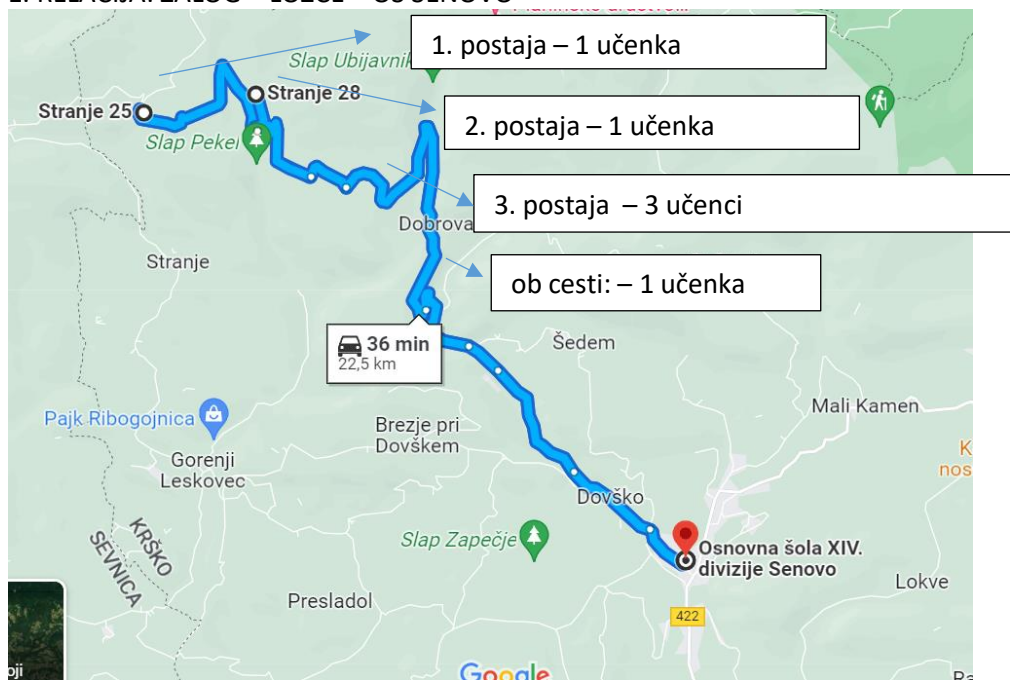 1. postaja – 1 učenka
Slap Ubijavnik
Stranje 28
Stranje 25
2. postaja – 1 učenka
Slap Pekel
3. postaja – 3 učenci
Dobrova
Stranje
ob cesti: – 1 učenka
36 min
22,5 km
Šedem
Pajk Ribogojnica
Mali Kamen
Brezje pri
Dovškem
Gorenji
Leskovec
Dovško
KRŠKO
SEVNICA
Slap Zapečje
Osnovna šola XIV.
divizije Senovo
Lokve
Presladol
422
Google